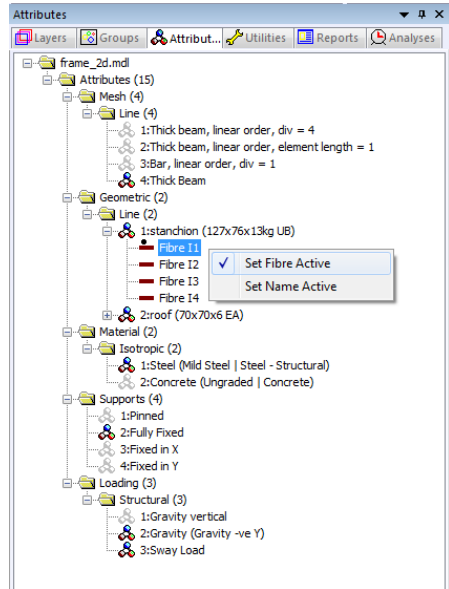 Attributes
Layers Groups Attribut... Utilities Reports Analyses
frame_2d.mdl
Attributes (15)
Mesh (4)
Line (4)
1:Thick beam, linear order, div = 4
2:Thick beam, linear order, element length = 1
3:Bar, linear order, div = 1
4:Thick Beam
Geometric (2)
Line (2)
1:stanchion (127x76x13kg UB)
Fibre I1
Fibre I2
Fibre I3
Fibre I4
Set Fibre Active
Set Name Active
2:roof (70x70x6 EA)
Material (2)
Isotropic (2)
1:Steel (Mild Steel | Steel - Structural)
2:Concrete (Ungraded | Concrete)
Supports (4)
1:Pinned
2:Fully Fixed
3:Fixed in X
4:Fixed in Y
Loading (3)
Structural (3)
1:Gravity vertical
2:Gravity (Gravity -ve Y)
3:Sway Load